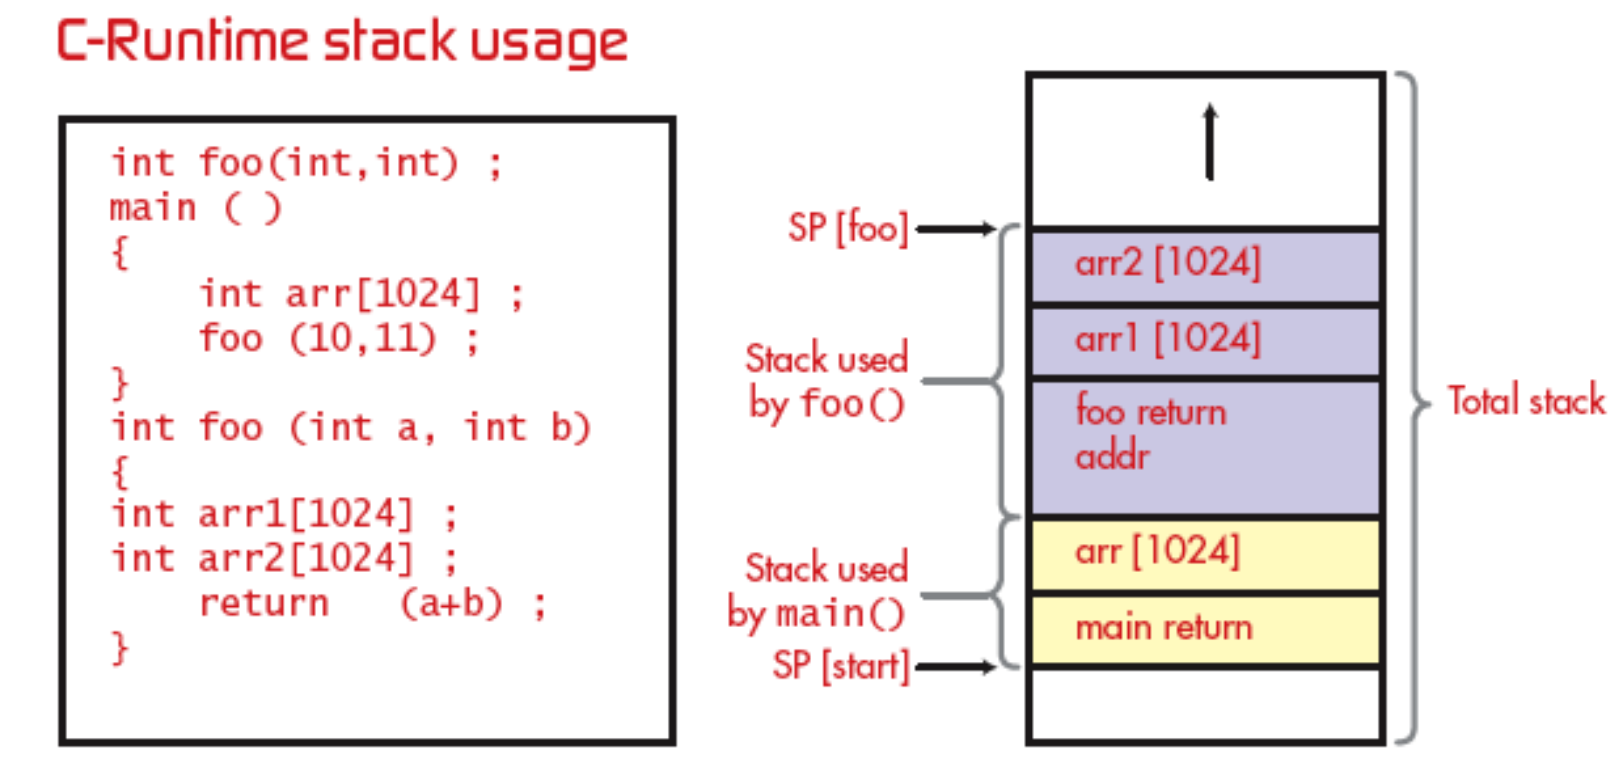 C-Runtime stack usage
int foo(int,int) ;
main ( )
{
int arr[1024] ;
foo (10,11) ;
}
int foo (int a, int b)
{
int arr1[1024] ;
int arr2[1024] ;
return (a+b) ;
}
SP [foo]
Stack used
by foo()
Stack used
by main()
SP [start]
arr2 [1024]
arr1 [1024]
foo return
addr
arr [1024]
main return
Total stack